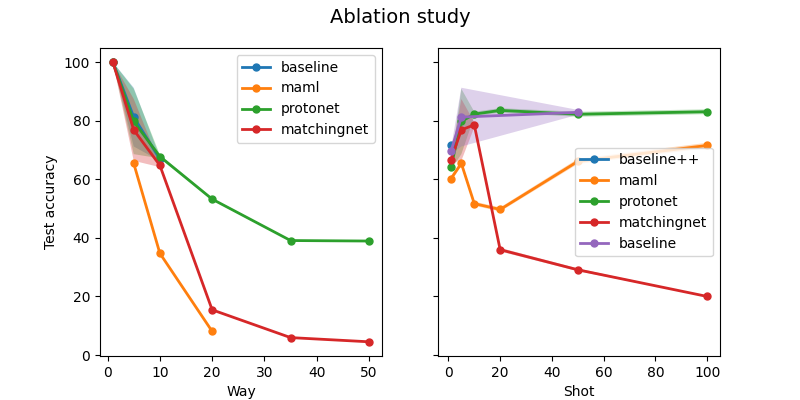 Ablation study
Test accuracy
100
80
60
40
20
0
baseline
maml
protonet
matchingnet
0 10 20 30 40 50
Way
baseline++
maml
protonet
matchingnet
baseline
0 20 40 60 80 100
Shot